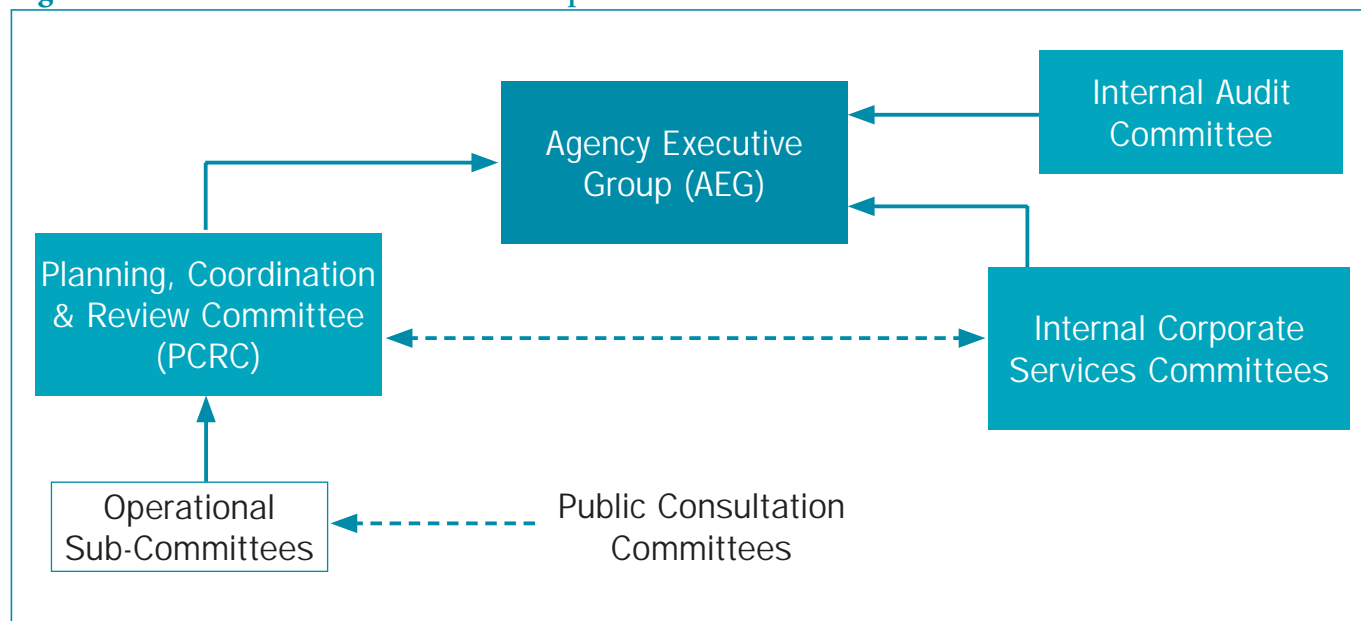 Internal Audit
Committee
Agency Executive
Group (AEG)
Planning, Coordination
& Review Committee
(PCRC)
Internal Corporate
Services Committees
Operational
Sub-Committees
Public Consultation
Committees